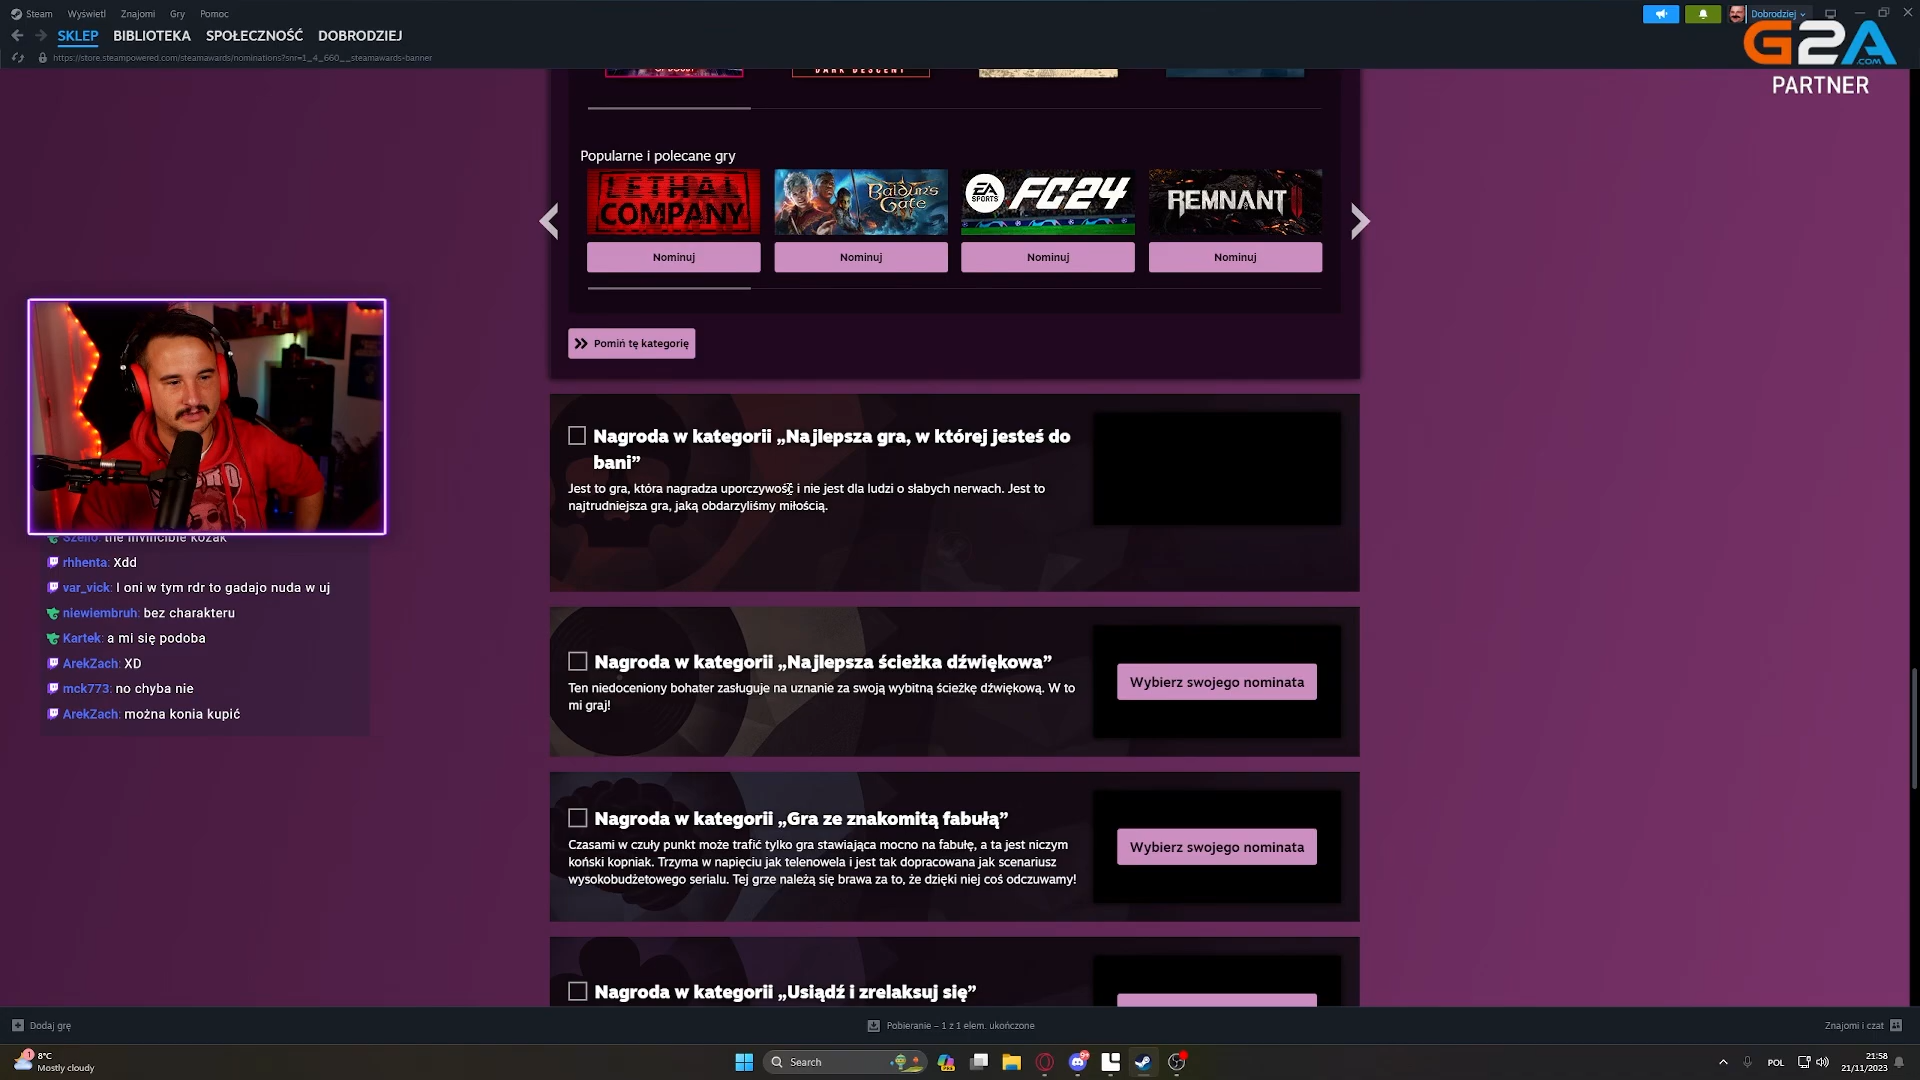 Steam Wyświetl Znajomi Gry Pomoc
Dobrodziej
SKLEP BIBLIOTEKA SPOŁECZNOŚĆ DOBRODZIEJ
https://store.steampowered.com/steamawards/nominations?snr=1_4_660__steamawards-banner
G2A
.COM
PARTNER
DARK DESCENT
Popularne i polecane gry
LETHAL
COMPANY
Baldur's
Gate
EA
SPORTS
FC24
REMNANT II
Nominuj Nominuj Nominuj Nominuj
Pomiń tę kategorię
Nagroda w kategorii „Najlepsza gra, w której jesteś do
bani”
Jest to gra, która nagradza uporczywość i nie jest dla ludzi o słabych nerwach. Jest to
najtrudniejsza gra, jaką obdarzyliśmy miłością.
Szello: the invincible kozak
rhhenta: Xdd
var_vick: I oni w tym rdr to gadajo nuda w uj
niewiembruh: bez charakteru
Kartek: a mi się podoba
ArekZach: XD
mck773: no chyba nie
ArekZach: można konia kupić
Nagroda w kategorii „Najlepsza ścieżka dźwiękowa”
Ten niedoceniony bohater zasługuje na uznanie za swoją wybitną ścieżkę dźwiękową. W to
mi graj!
Wybierz swojego nominata
Nagroda w kategorii „Gra ze znakomitą fabułą”
Czasami w czuły punkt może trafić tylko gra stawiająca mocno na fabułę, a ta jest niczym
koński kopniak. Trzyma w napięciu jak telenowela i jest tak dopracowana jak scenariusz
wysokobudżetowego serialu. Tej grze należą się brawa za to, że dzięki niej coś odczuwamy!
Wybierz swojego nominata
Nagroda w kategorii „Usiądź i zrelaksuj się”
Dodaj grę
Pobieranie – 1 z 1 elem. ukończone
Znajomi i czat
8°C
Mostly cloudy
Search
POL
21:58
21/11/2023